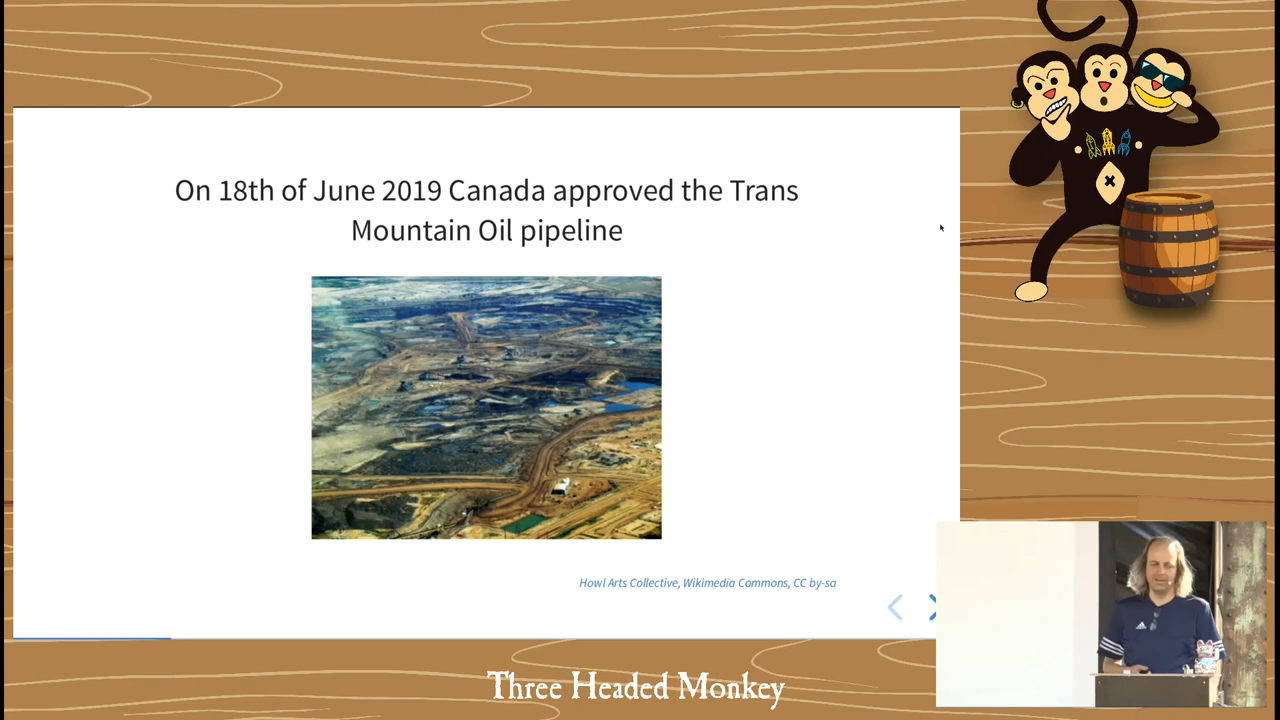 On 18th of June 2019 Canada approved the Trans
Mountain Oil pipeline
Howl Arts Collective, Wikimedia Commons, CC by-sa
Three Headed Monkey